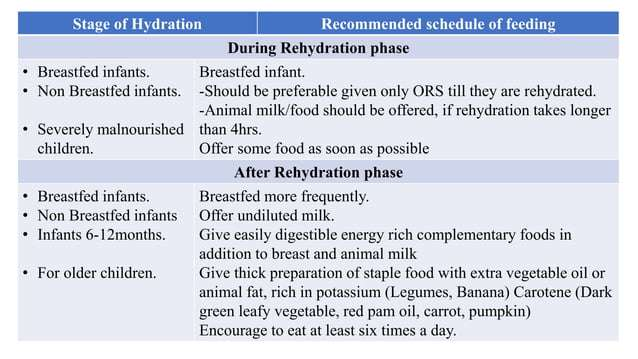 Stage of Hydration
Recommended schedule of feeding
During Rehydration phase
• Breastfed infants.
Breastfed infant.
• Non Breastfed infants.
-Should be preferable given only ORS till they are rehydrated.
-Animal milk/food should be offered, if rehydration takes longer
• Severely malnourished
than 4hrs.
children.
Offer some food as soon as possible
After Rehydration phase
• Breastfed infants.
Breastfed more frequently.
• Non Breastfed infants
Offer undiluted milk.
• Infants 6-12months.
Give easily digestible energy rich complementary foods in
addition to breast and animal milk
• For older children.
Give thick preparation of staple food with extra vegetable oil or
animal fat, rich in potassium (Legumes, Banana) Carotene (Dark
green leafy vegetable, red pam oil, carrot, pumpkin)
Encourage to eat at least six times a day.